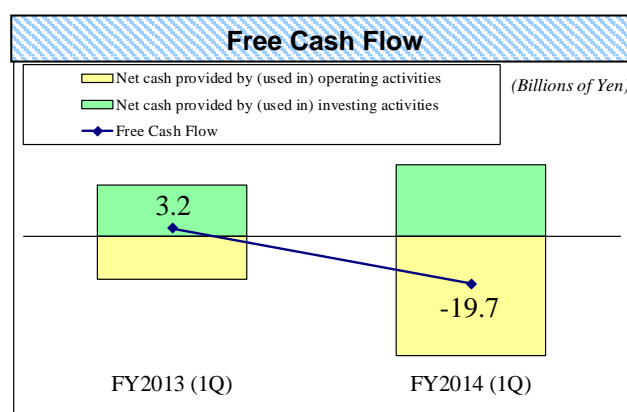 Free Cash Flow
Net cash provided by (used in) operating activities
(Billions of Yen)
Net cash provided by (used in) investing activities
Free Cash Flow
3.2
-19.7
FY2013 (1Q)
FY2014 (1Q)